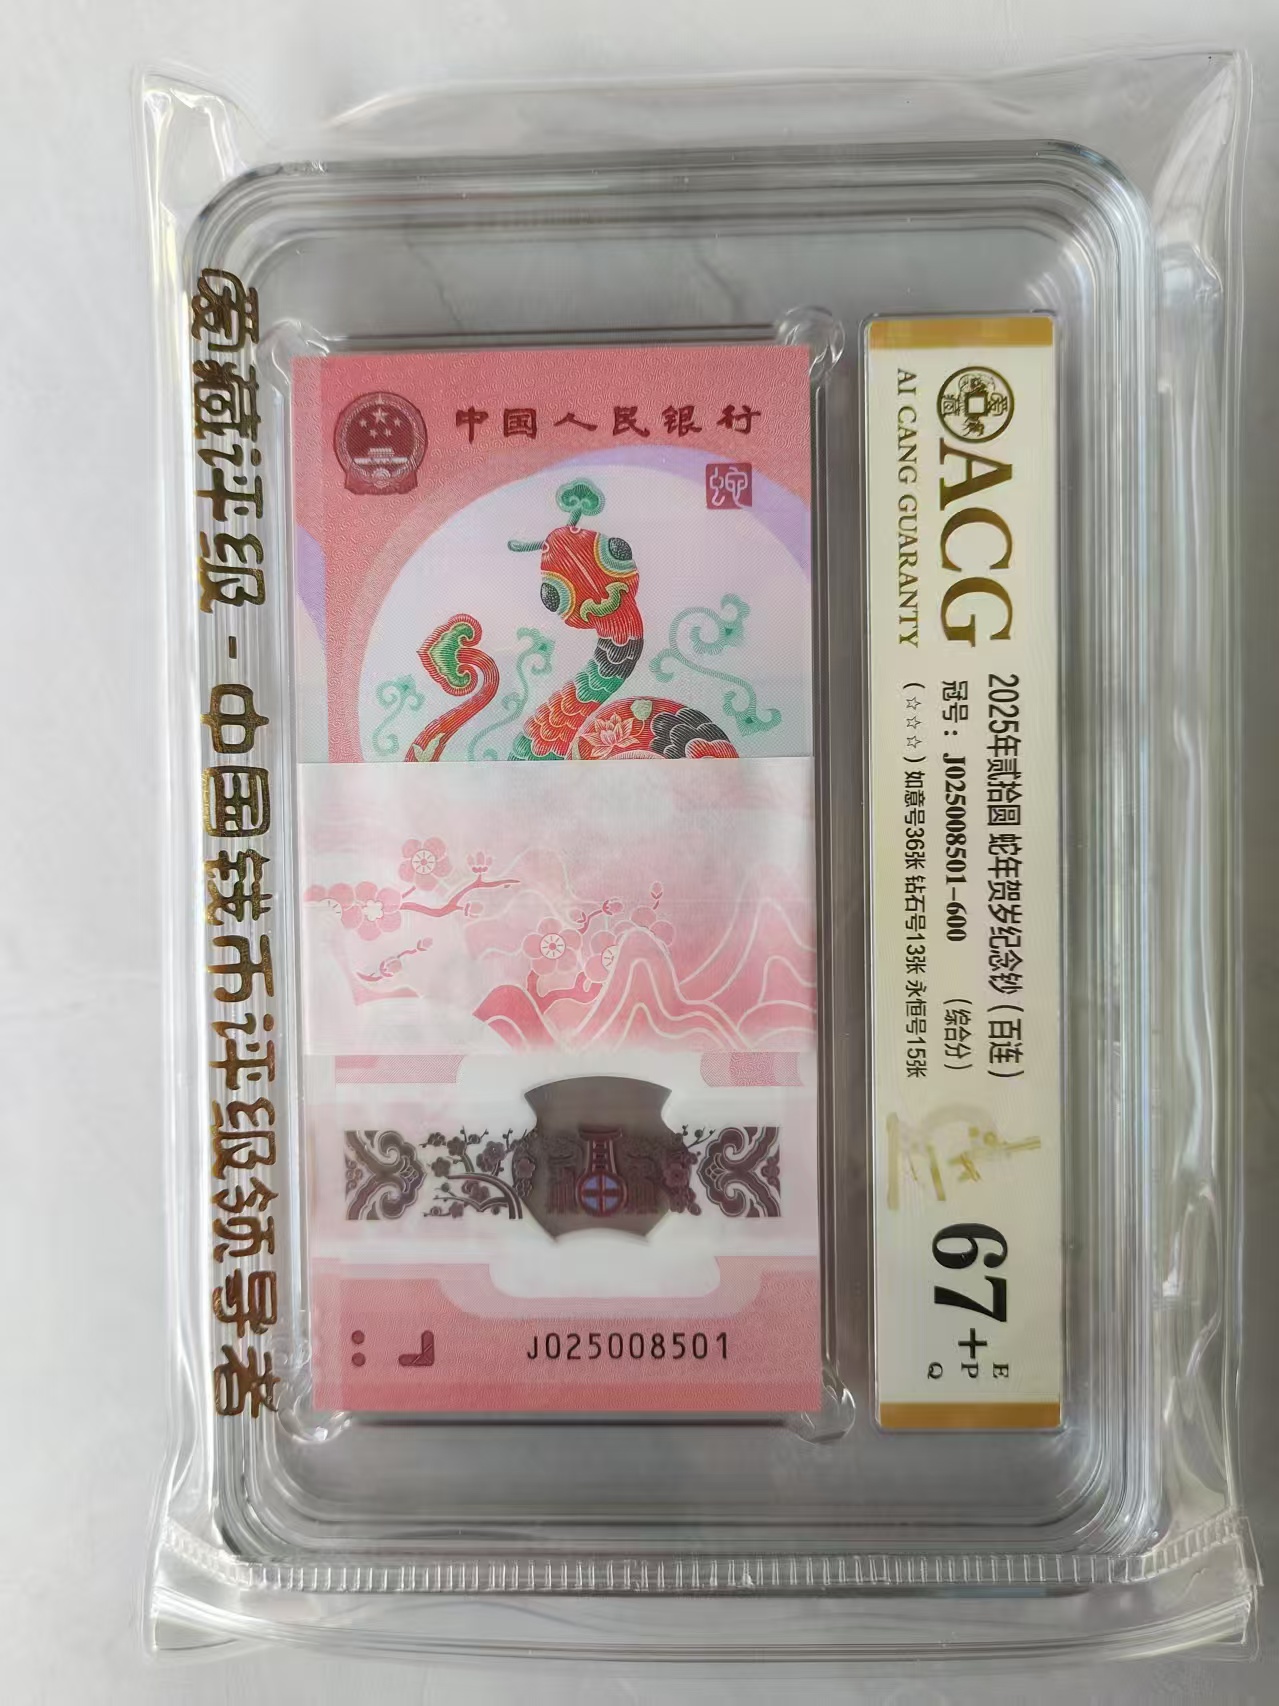 爱藏评级-中国钱币评级领导者
中国人民银行
蛇
J025008501
ACG
AI CANG GUARANTY
2025年贰拾圆 蛇年贺岁纪念钞（百连）
冠号：J025008501-600 （综合分）
（☆☆☆）如意号36张 钻石号13张 永恒号15张
67+
E
P
Q